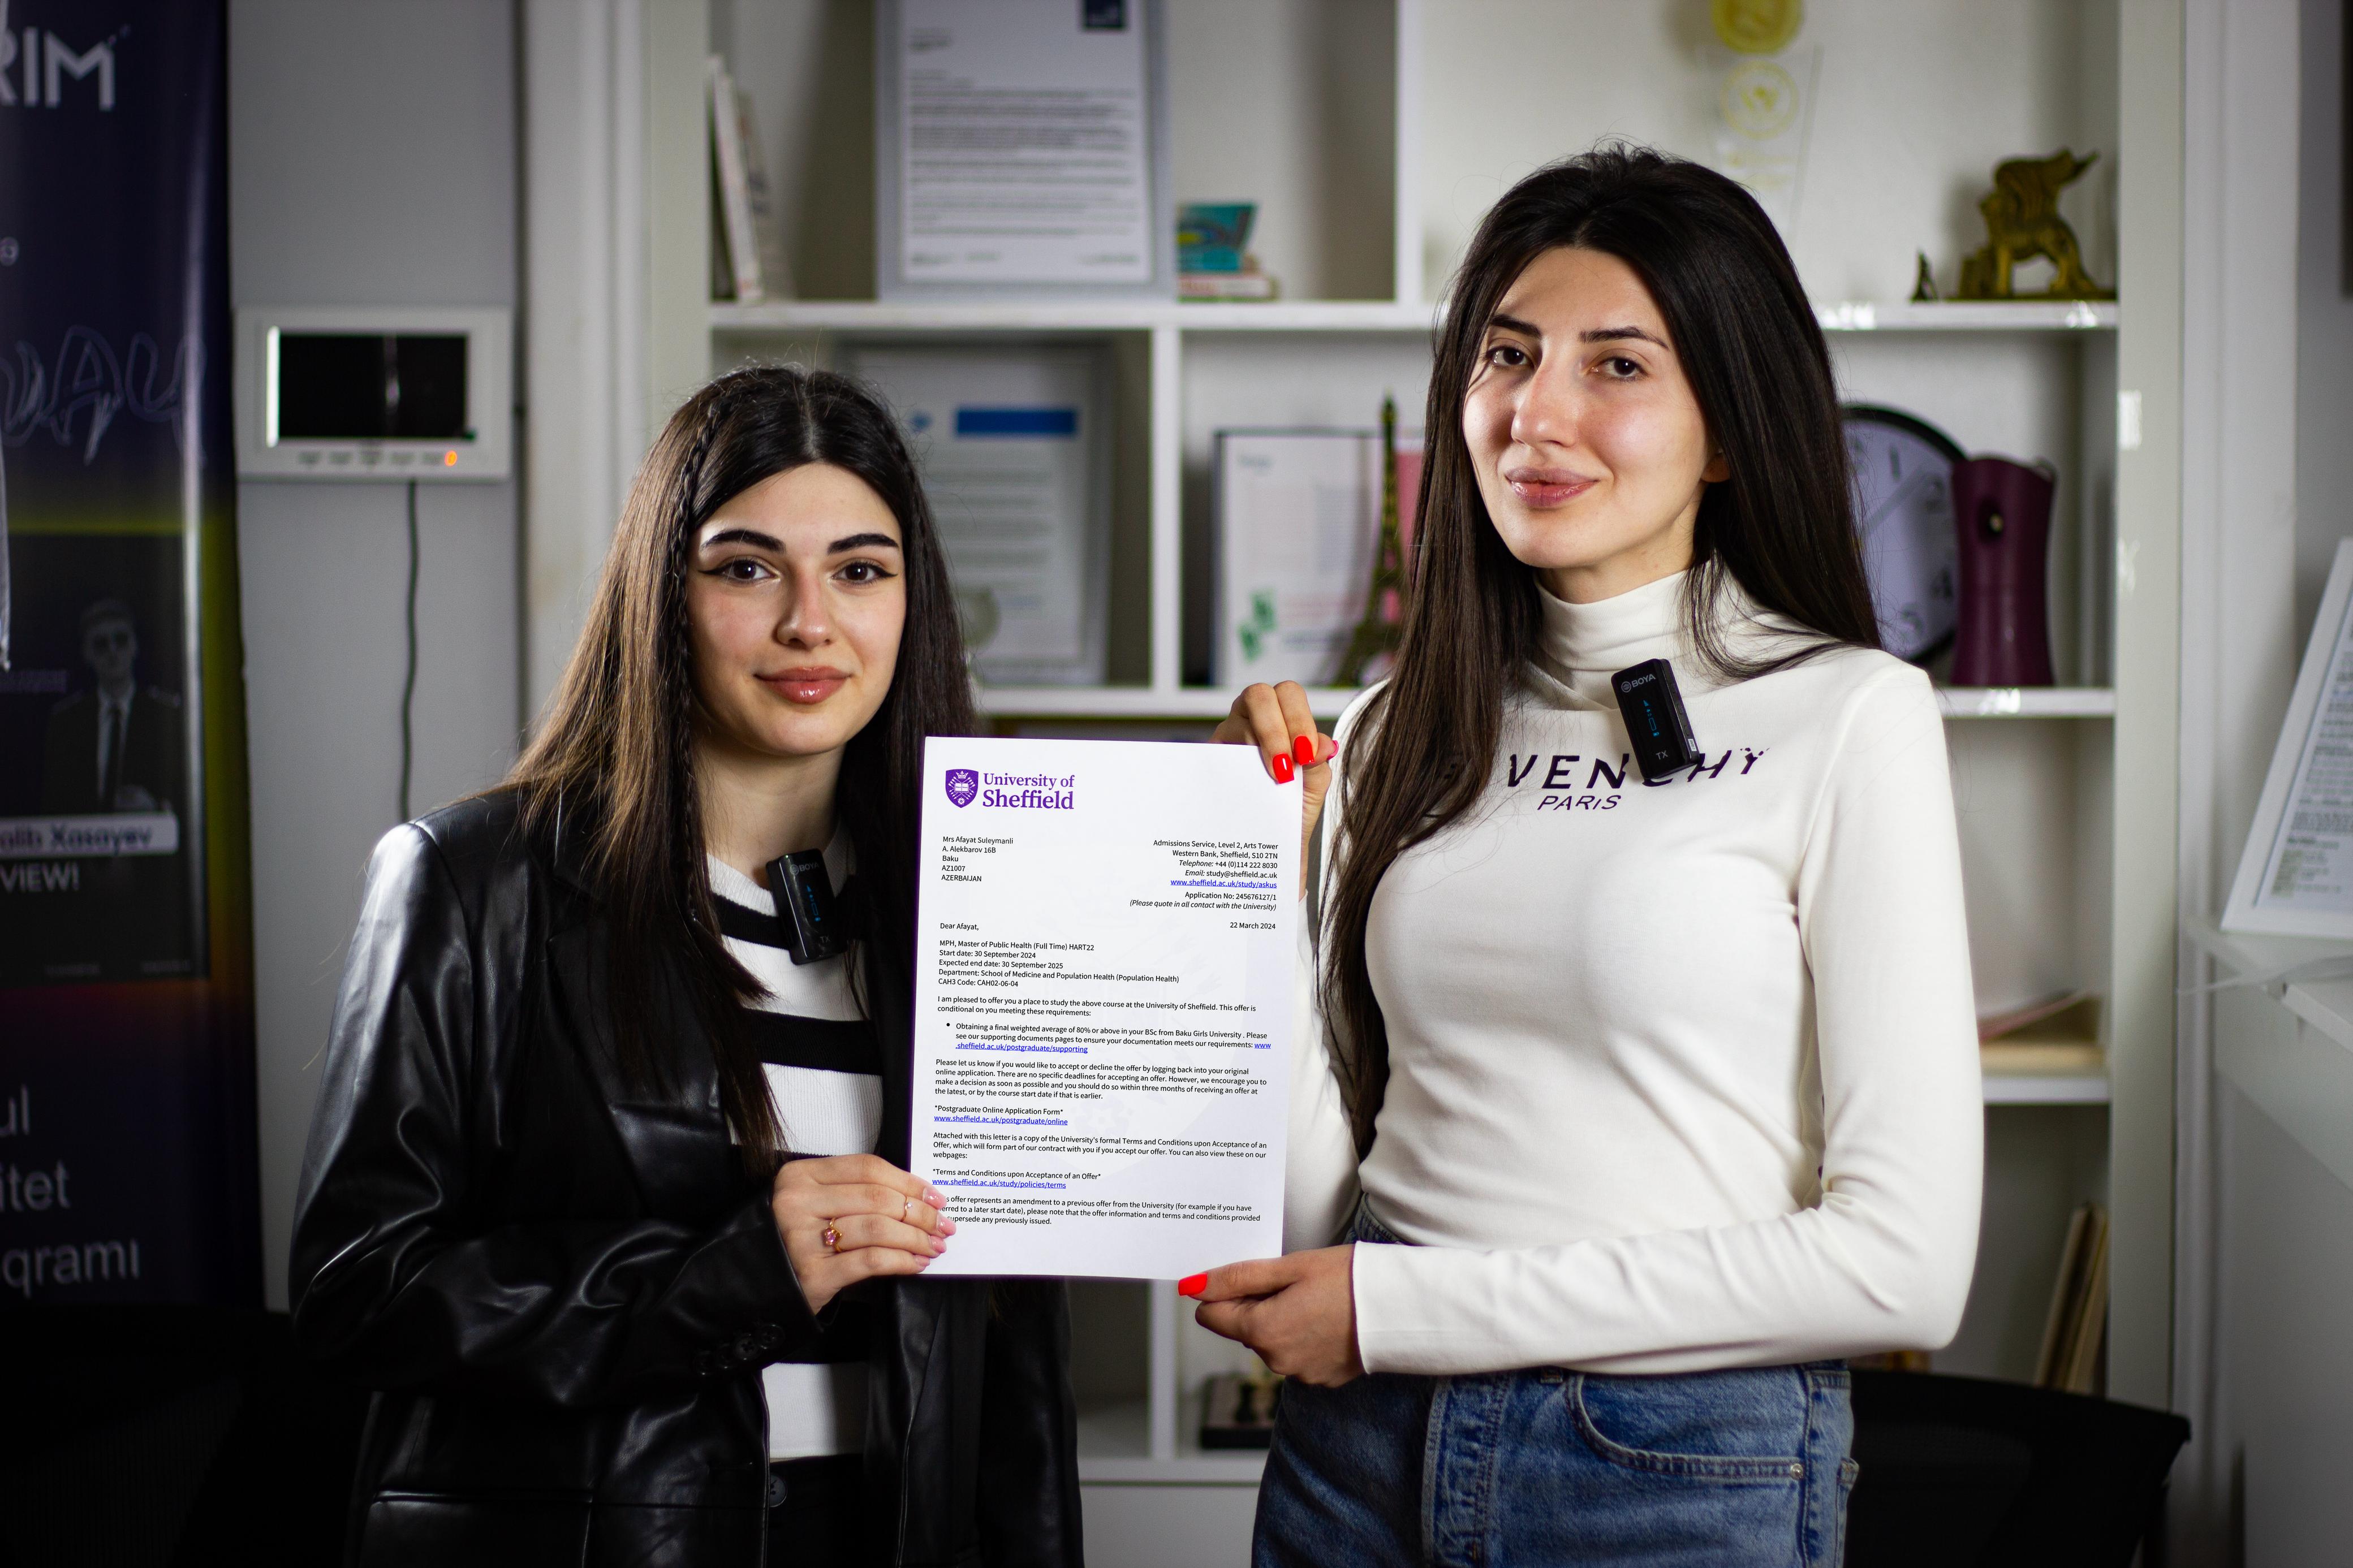 RIM
alib Xasayev
VIEW!
ul
itet
qramı
BOYA
TX
BOYA
TX
VENCHY
PARIS
University of
Sheffield
Mrs Afayat Suleymanli
A. Alekbarov 16B
Baku
AZ1007
AZERBAIJAN
Admissions Service, Level 2, Arts Tower
Western Bank, Sheffield, S10 2TN
Telephone: +44 (0)114 222 8030
Email: study@sheffield.ac.uk
www.sheffield.ac.uk/study/askus
Application No: 245676127/1
(Please quote in all contact with the University)
22 March 2024
Dear Afayat,
MPH, Master of Public Health (Full Time) HART22
Start date: 30 September 2024
Expected end date: 30 September 2025
Department: School of Medicine and Population Health (Population Health)
CAH3 Code: CAH02-06-04
I am pleased to offer you a place to study the above course at the University of Sheffield. This offer is
conditional on you meeting these requirements:
• Obtaining a final weighted average of 80% or above in your BSc from Baku Girls University . Please
see our supporting documents pages to ensure your documentation meets our requirements: www
.sheffield.ac.uk/postgraduate/supporting
Please let us know if you would like to accept or decline the offer by logging back into your original
online application. There are no specific deadlines for accepting an offer. However, we encourage you to
make a decision as soon as possible and you should do so within three months of receiving an offer at
the latest, or by the course start date if that is earlier.
*Postgraduate Online Application Form*
www.sheffield.ac.uk/postgraduate/online
Attached with this letter is a copy of the University's formal Terms and Conditions upon Acceptance of an
Offer, which will form part of our contract with you if you accept our offer. You can also view these on our
webpages:
*Terms and Conditions upon Acceptance of an Offer*
www.sheffield.ac.uk/study/policies/terms
s offer represents an amendment to a previous offer from the University (for example if you have
erred to a later start date), please note that the offer information and terms and conditions provided
supersede any previously issued.